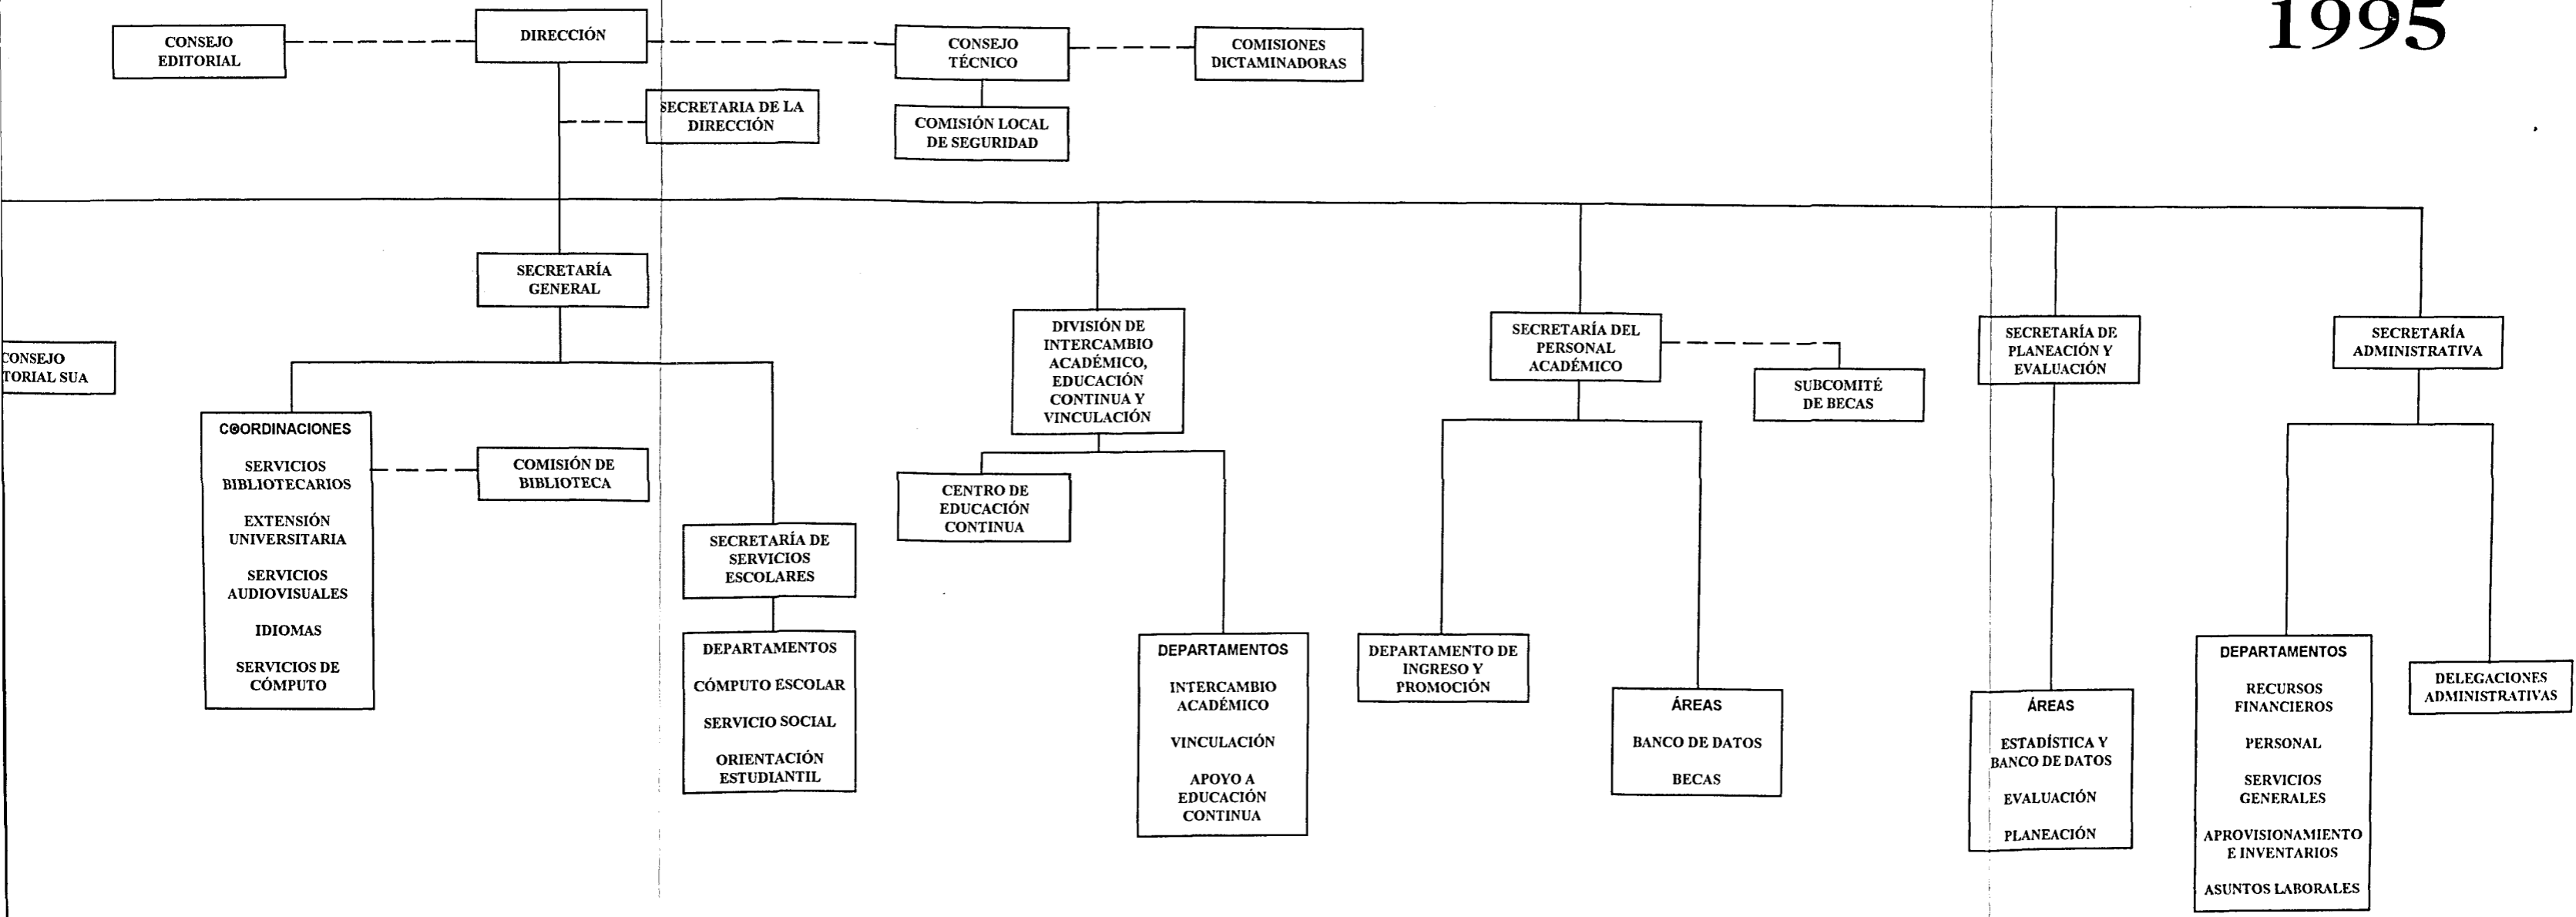 1995
CONSEJO
EDITORIAL
DIRECCIÓN
CONSEJO
TÉCNICO
COMISIONES
DICTAMINADORAS
SECRETARIA DE LA
DIRECCIÓN
COMISIÓN LOCAL
DE SEGURIDAD
SECRETARÍA
GENERAL
CONSEJO
TORIAL SUA
DIVISIÓN DE
INTERCAMBIO
ACADÉMICO,
EDUCACIÓN
CONTINUA Y
VINCULACIÓN
SECRETARÍA DEL
PERSONAL
ACADÉMICO
SUBCOMITÉ
DE BECAS
SECRETARÍA DE
PLANEACIÓN Y
EVALUACIÓN
SECRETARÍA
ADMINISTRATIVA
COORDINACIONES
SERVICIOS
BIBLIOTECARIOS
EXTENSIÓN
UNIVERSITARIA
SERVICIOS
AUDIOVISUALES
IDIOMAS
SERVICIOS DE
CÓMPUTO
COMISIÓN DE
BIBLIOTECA
SECRETARÍA DE
SERVICIOS
ESCOLARES
DEPARTAMENTOS
CÓMPUTO ESCOLAR
SERVICIO SOCIAL
ORIENTACIÓN
ESTUDIANTIL
CENTRO DE
EDUCACIÓN
CONTINUA
DEPARTAMENTOS
INTERCAMBIO
ACADÉMICO
VINCULACIÓN
APOYO A
EDUCACIÓN
CONTINUA
DEPARTAMENTO DE
INGRESO Y
PROMOCIÓN
ÁREAS
BANCO DE DATOS
BECAS
ÁREAS
ESTADÍSTICA Y
BANCO DE DATOS
EVALUACIÓN
PLANEACIÓN
DEPARTAMENTOS
RECURSOS
FINANCIEROS
PERSONAL
SERVICIOS
GENERALES
APROVISIONAMIENTO
E INVENTARIOS
ASUNTOS LABORALES
DELEGACIONES
ADMINISTRATIVAS